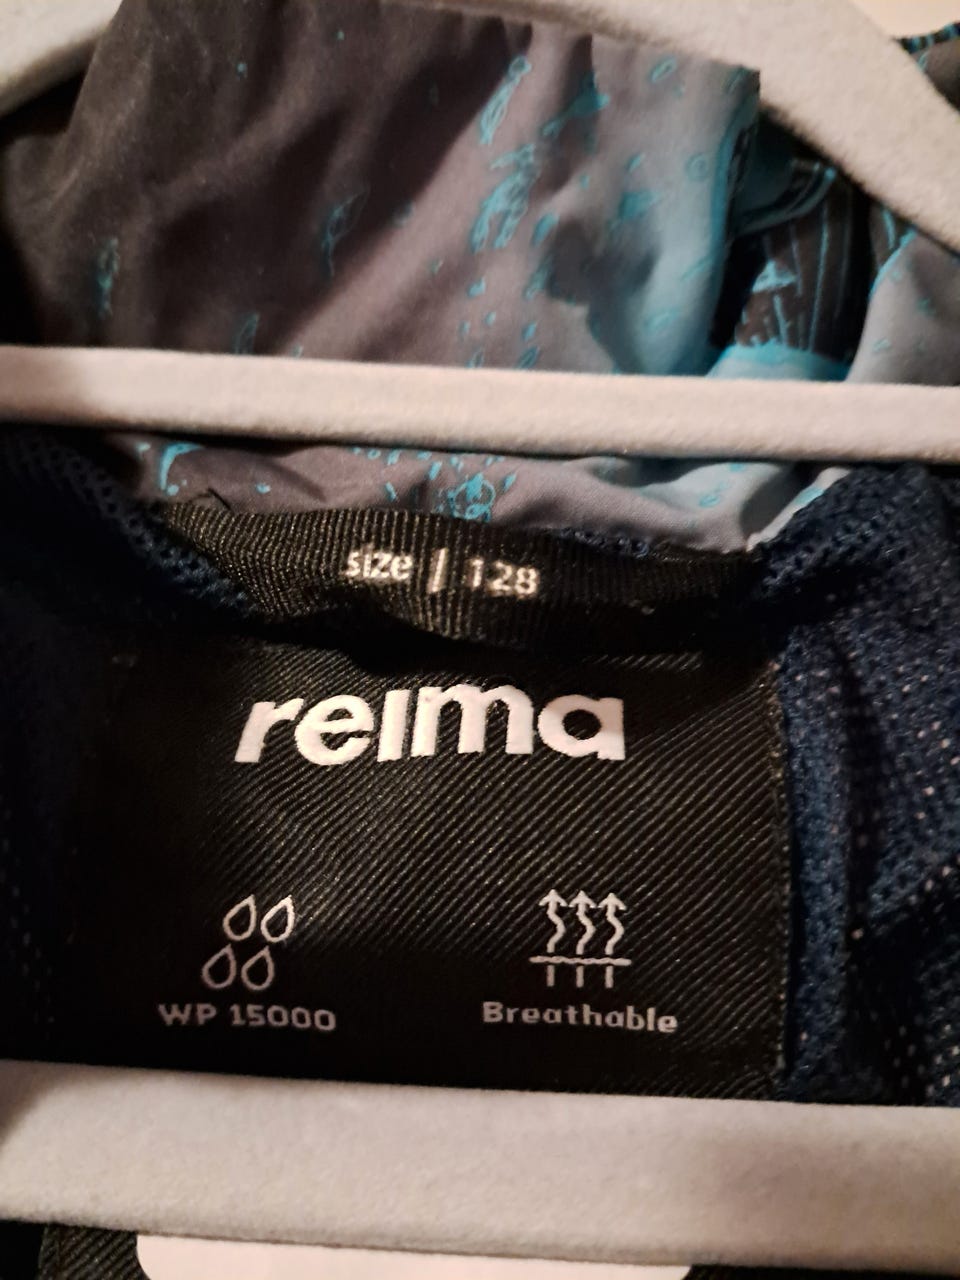 size | 128
reima
WP 15000
Breathable